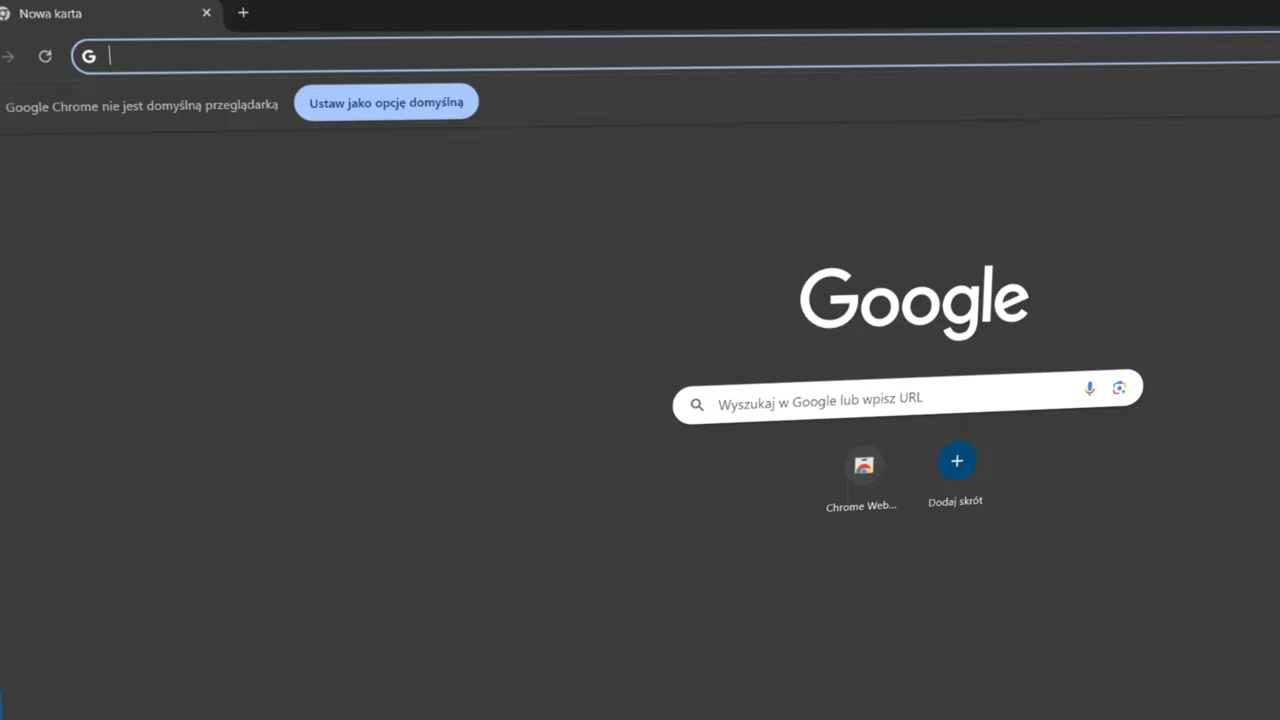 Nowa karta
Google Chrome nie jest domyślną przeglądarką
Ustaw jako opcję domyślną
Google
Wyszukaj w Google lub wpisz URL
Chrome Web...
Dodaj skrót